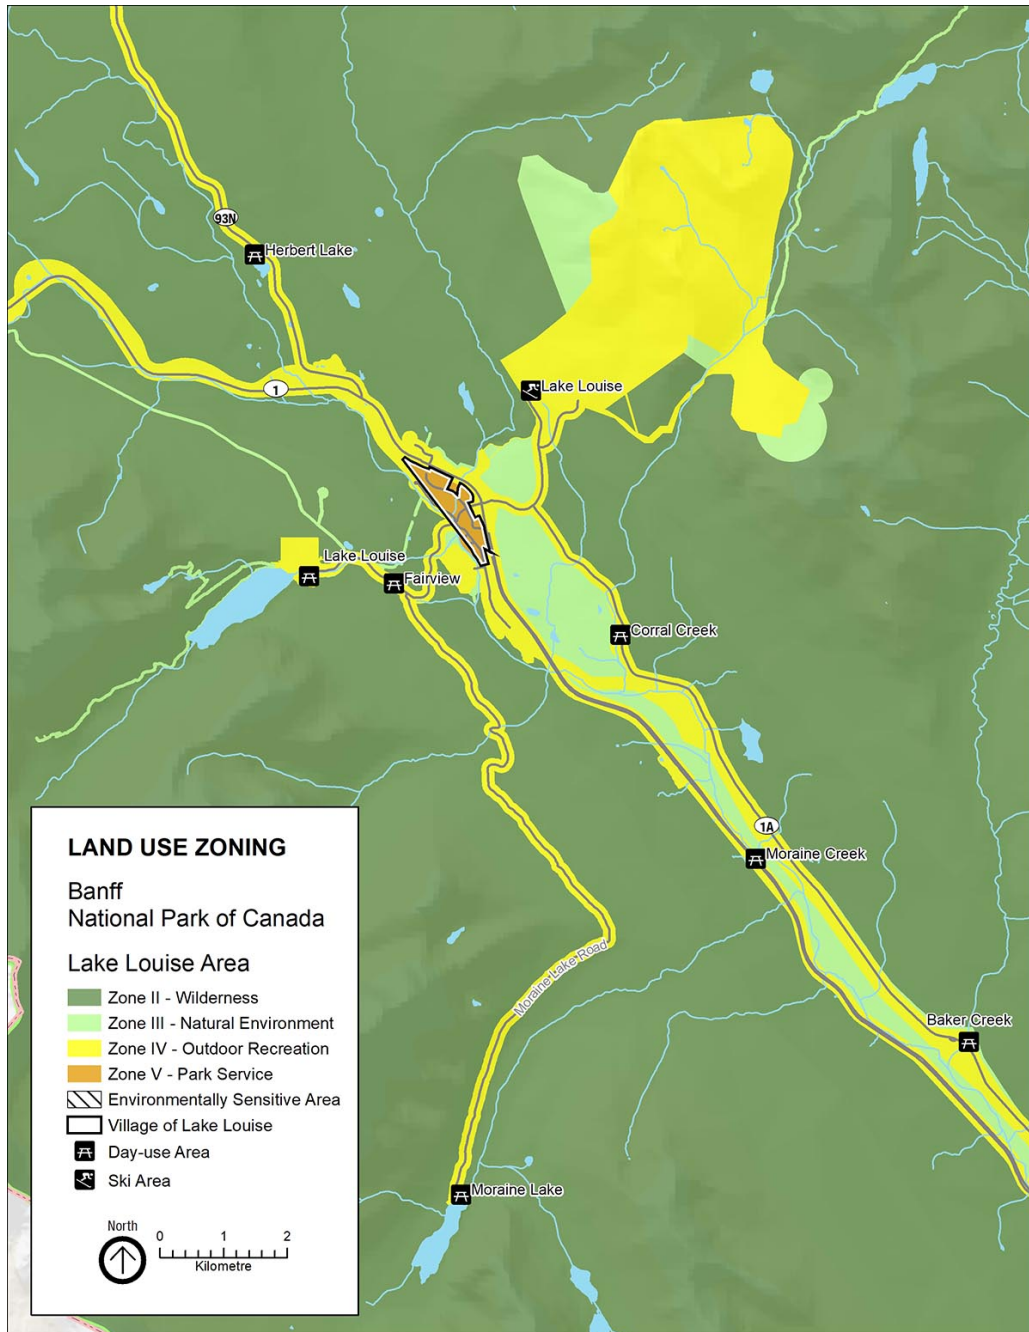 93N
Herbert Lake
1
Lake Louise
Lake Louise
Fairview
Corral Creek
1A
Moraine Creek
Moraine Lake Road
Baker Creek
Moraine Lake
LAND USE ZONING
Banff
National Park of Canada
Lake Louise Area
Zone II - Wilderness
Zone III - Natural Environment
Zone IV - Outdoor Recreation
Zone V - Park Service
Environmentally Sensitive Area
Village of Lake Louise
Day-use Area
Ski Area
North
0 1 2
Kilometre